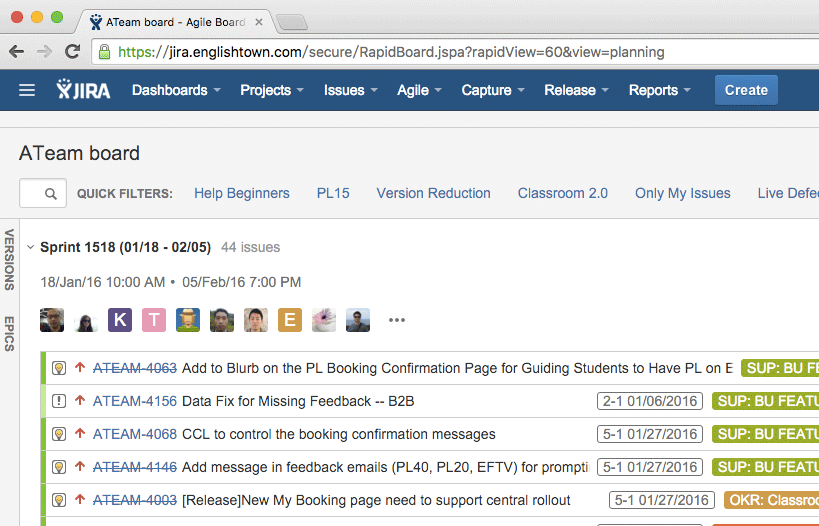 ATeam board - Agile Board
https://jira.englishtown.com/secure/RapidBoard.jspa?rapidView=60&view=planning
JIRA Dashboards Projects Issues Agile Capture Release Reports Create
ATeam board
QUICK FILTERS: Help Beginners PL15 Version Reduction Classroom 2.0 Only My Issues Live Defe
VERSIONS
EPICS
Sprint 1518 (01/18 - 02/05) 44 issues
18/Jan/16 10:00 AM • 05/Feb/16 7:00 PM
K T E •••
ATEAM-4063 Add to Blurb on the PL Booking Confirmation Page for Guiding Students to Have PL on E SUP: BU FE
ATEAM-4156 Data Fix for Missing Feedback -- B2B 2-1 01/06/2016 SUP: BU FEATU
ATEAM-4068 CCL to control the booking confirmation messages 5-1 01/27/2016 SUP: BU FEATU
ATEAM-4146 Add message in feedback emails (PL40, PL20, EFTV) for prompti 5-1 01/27/2016 SUP: BU FEATU
ATEAM-4003 [Release]New My Booking page need to support central rollout 5-1 01/27/2016 OKR: Classroo